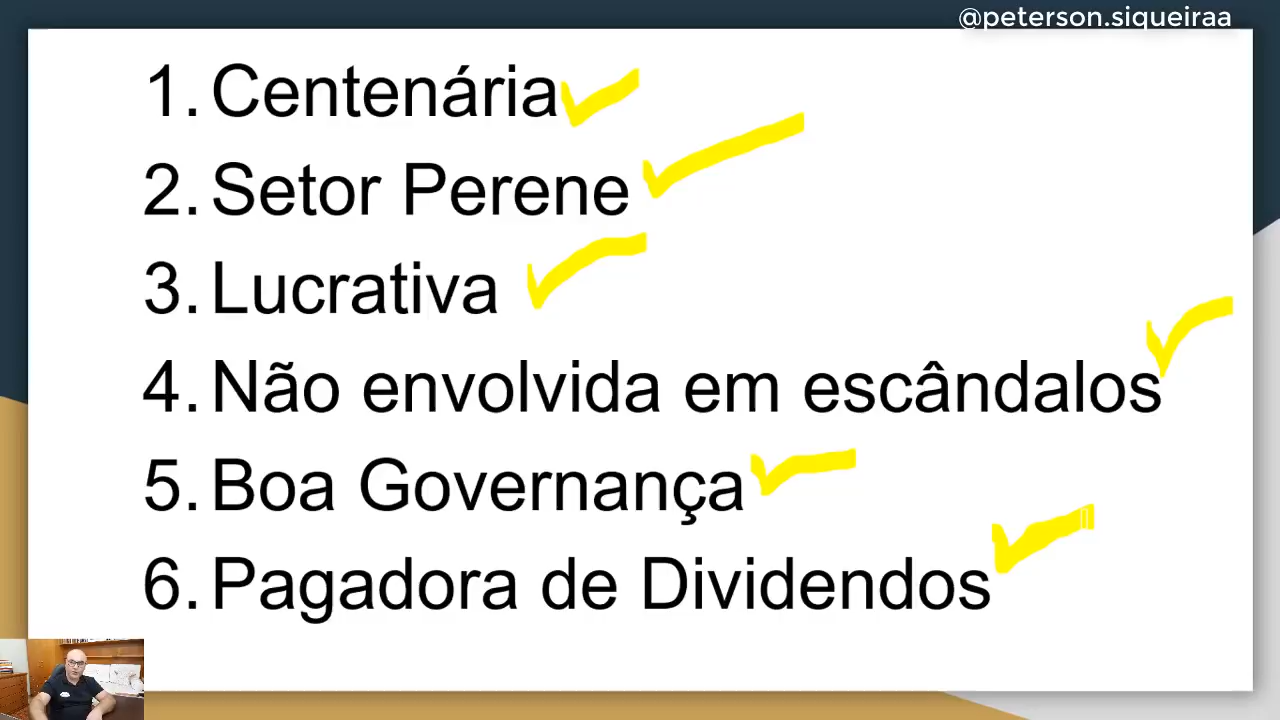 @peterson.siqueiraa
1. Centenária
2. Setor Perene
3. Lucrativa
4. Não envolvida em escândalos
5. Boa Governança
6. Pagadora de Dividendos